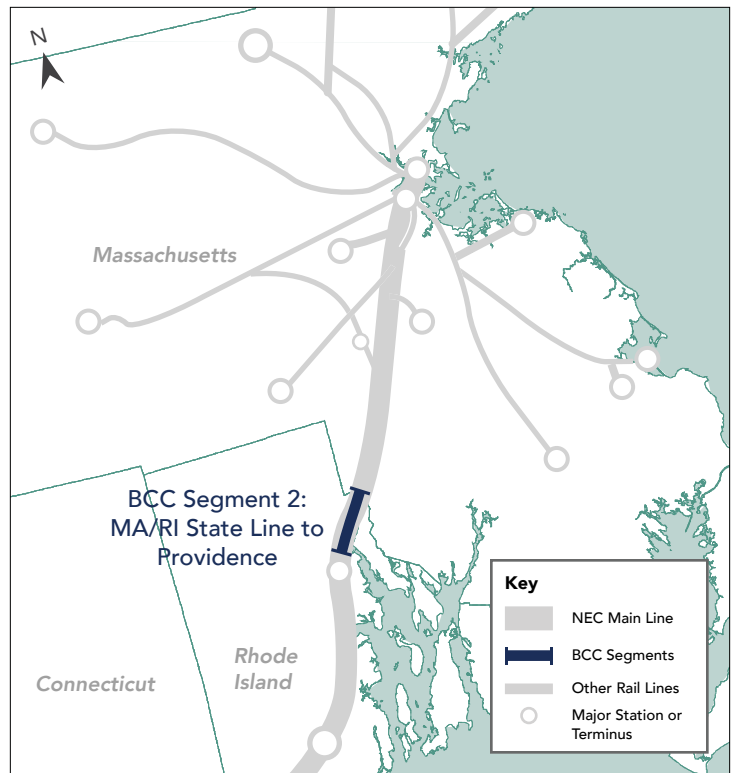 N
Massachusetts
BCC Segment 2:
MA/RI State Line to
Providence
Rhode
Island
Connecticut
Key
NEC Main Line
BCC Segments
Other Rail Lines
Major Station or
Terminus